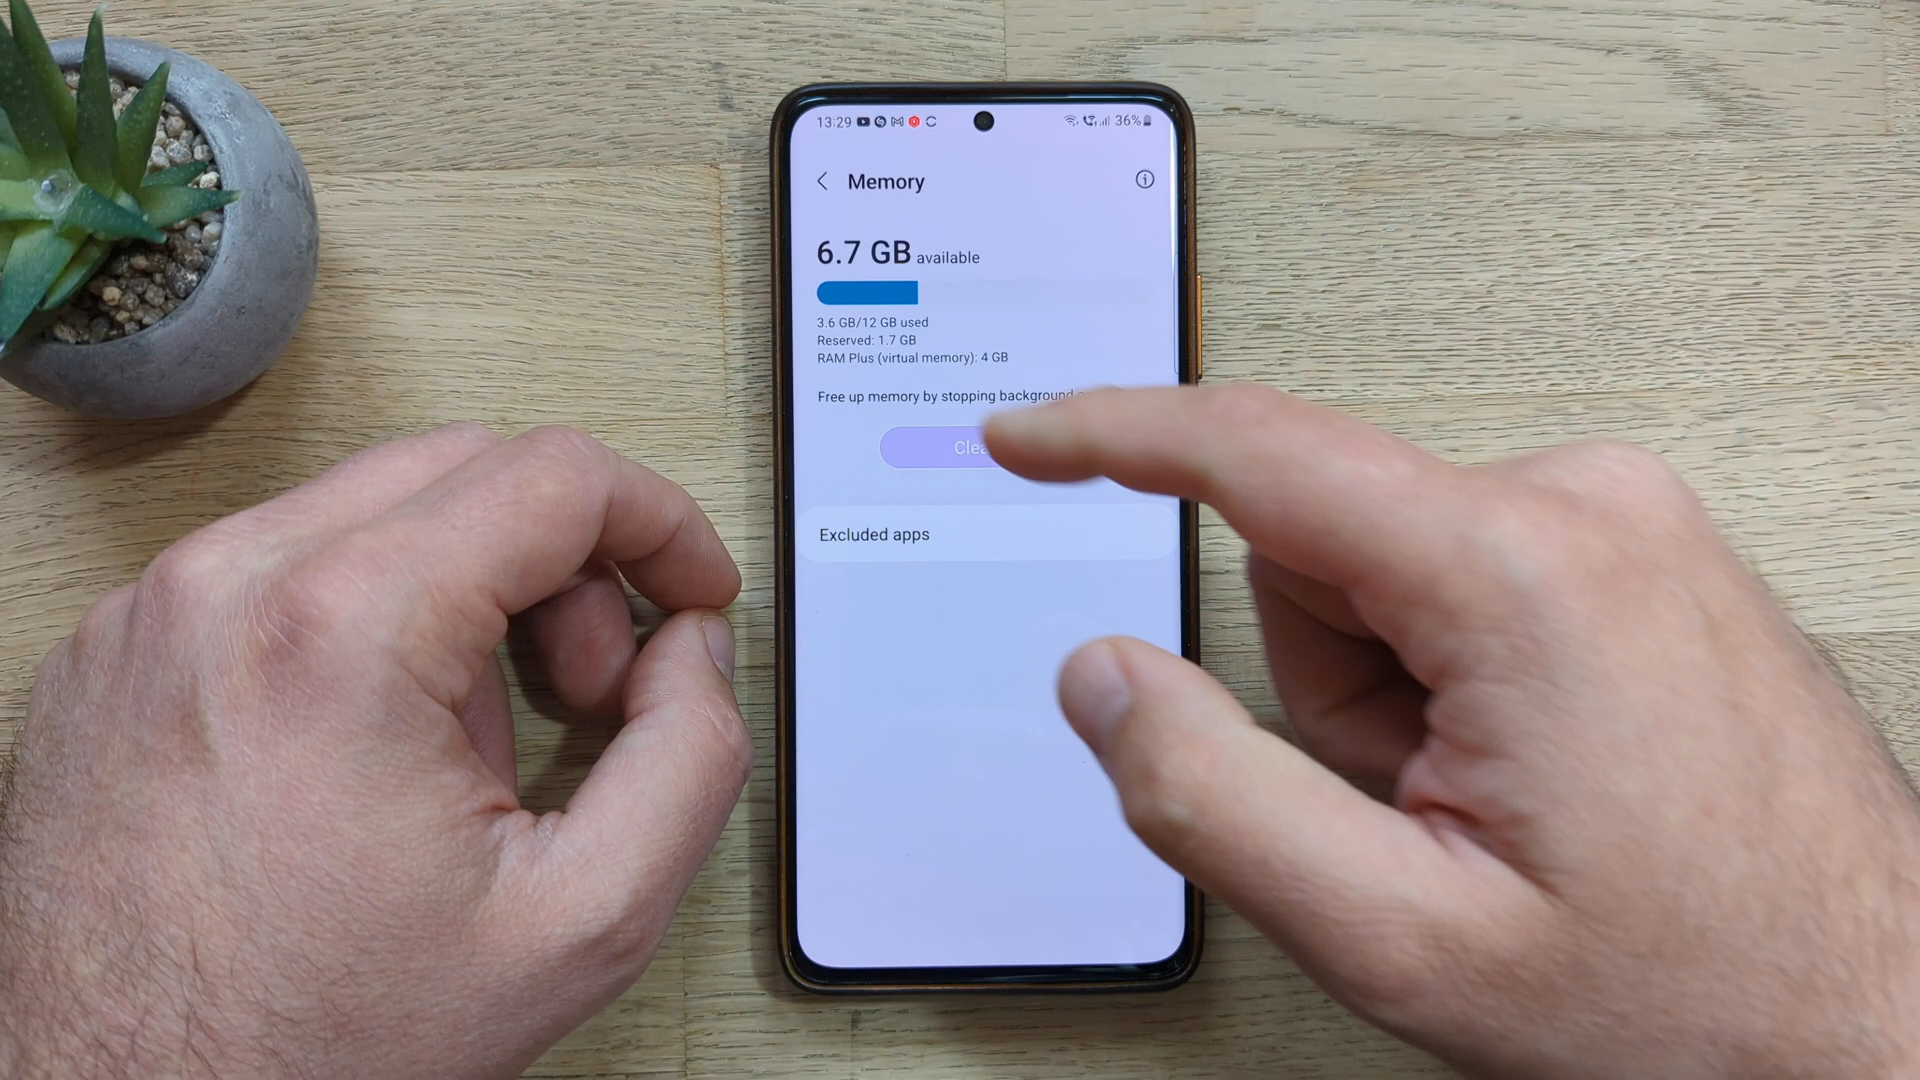 13:29 36%
Memory
6.7 GB available
3.6 GB/12 GB used
Reserved: 1.7 GB
RAM Plus (virtual memory): 4 GB
Free up memory by stopping background
Excluded apps